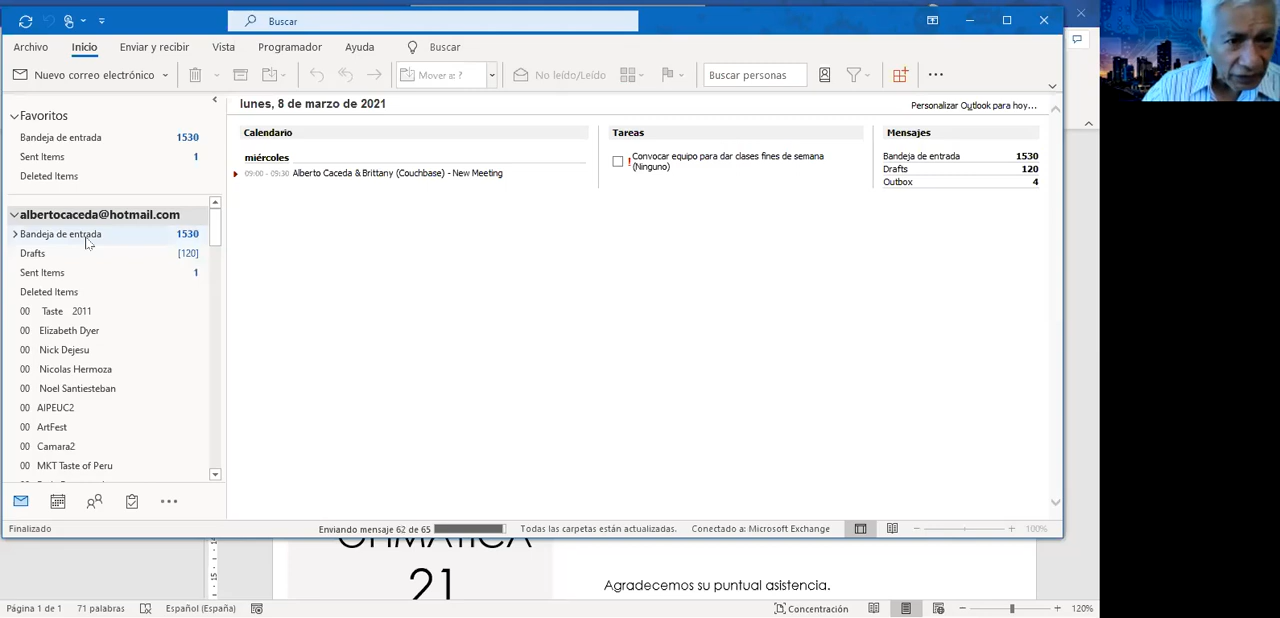 Buscar
Archivo Inicio Enviar y recibir Vista Programador Ayuda Buscar
Nuevo correo electrónico Mover a: ? No leído/Leído Buscar personas
Favoritos
Bandeja de entrada 1530
Sent Items 1
Deleted Items
albertocaceda@hotmail.com
Bandeja de entrada 1530
Drafts [120]
Sent Items 1
Deleted Items
00 Taste 2011
00 Elizabeth Dyer
00 Nick Dejesu
00 Nicolas Hermoza
00 Noel Santiesteban
00 AIPEUC2
00 ArtFest
00 Camara2
00 MKT Taste of Peru
lunes, 8 de marzo de 2021
Personalizar Outlook para hoy...
Calendario
miércoles
09:00 - 09:30 Alberto Caceda & Brittany (Couchbase) - New Meeting
Tareas
! Convocar equipo para dar clases fines de semana
(Ninguno)
Mensajes
Bandeja de entrada 1530
Drafts 120
Outbox 4
Finalizado Enviando mensaje 62 de 65 Todas las carpetas están actualizadas. Conectado a: Microsoft Exchange 100%
OFIMATICA
21
Agradecemos su puntual asistencia.
Página 1 de 1 71 palabras Español (España) Concentración 120%